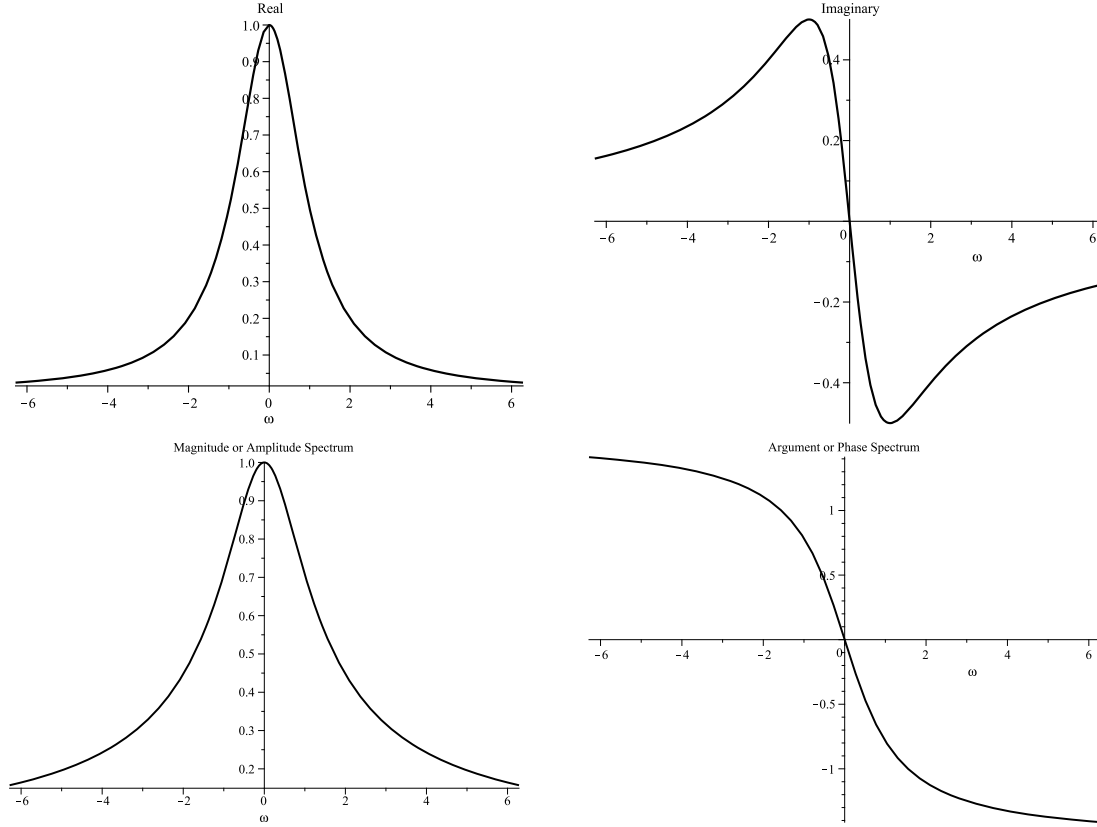 Real
1.0
0.9
0.8
0.7
0.6
0.5
0.4
0.3
0.2
0.1
−6 −4 −2 0 2 4 6
ω
Imaginary
0.4
0.2
−6 −4 −2 0 2 4 6
ω
−0.2
−0.4
Magnitude or Amplitude Spectrum
1.0
0.9
0.8
0.7
0.6
0.5
0.4
0.3
0.2
−6 −4 −2 0 2 4 6
ω
Argument or Phase Spectrum
1
0.5
−6 −4 −2 0 2 4 6
ω
−0.5
−1